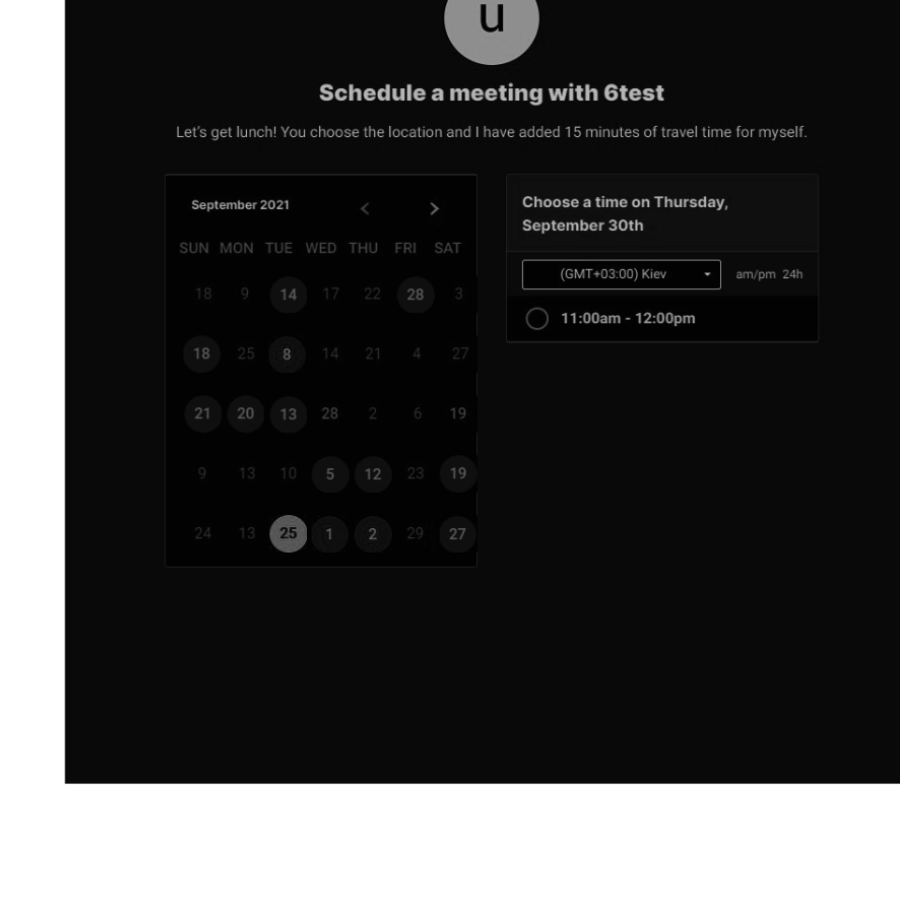 u
Schedule a meeting with 6test
Let's get lunch! You choose the location and I have added 15 minutes of travel time for myself.
September 2021 < >
SUN MON TUE WED THU FRI SAT
18 9 14 17 22 28 3
18 25 8 14 21 4 27
21 20 13 28 2 6 19
9 13 10 5 12 23 19
24 13 25 1 2 29 27
Choose a time on Thursday,
September 30th
(GMT+03:00) Kiev am/pm 24h
11:00am - 12:00pm